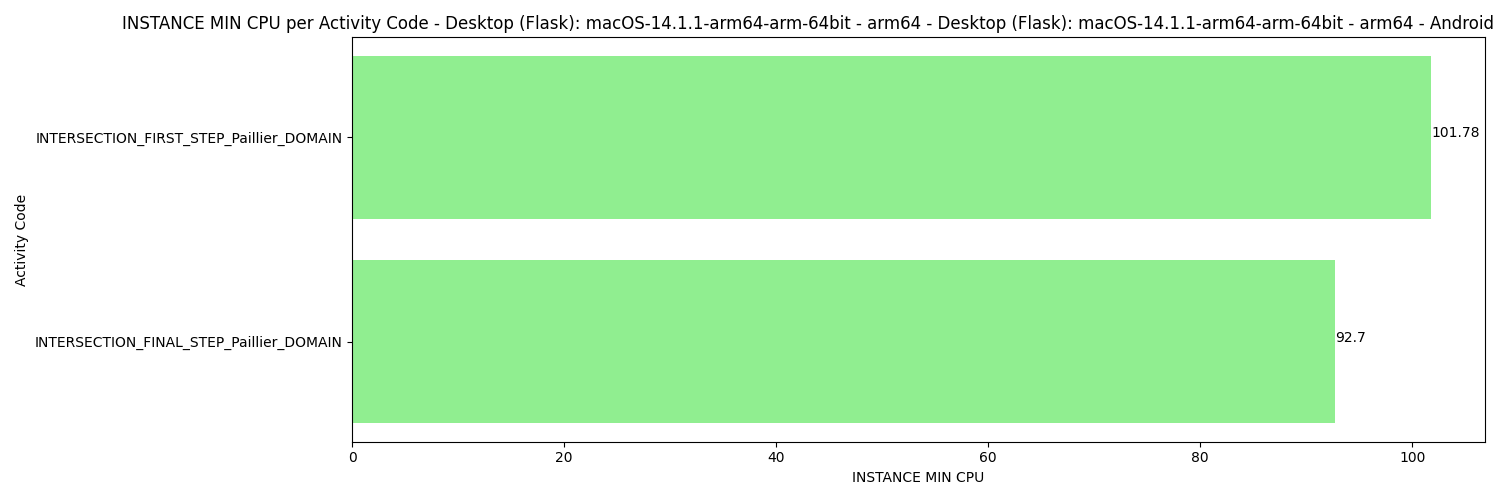 INSTANCE MIN CPU per Activity Code - Desktop (Flask): macOS-14.1.1-arm64-arm-64bit - arm64 - Desktop (Flask): macOS-14.1.1-arm64-arm-64bit - arm64 - Android
INTERSECTION_FIRST_STEP_Paillier_DOMAIN
101.78
Activity Code
INTERSECTION_FINAL_STEP_Paillier_DOMAIN
92.7
0 20 40 60 80 100
INSTANCE MIN CPU